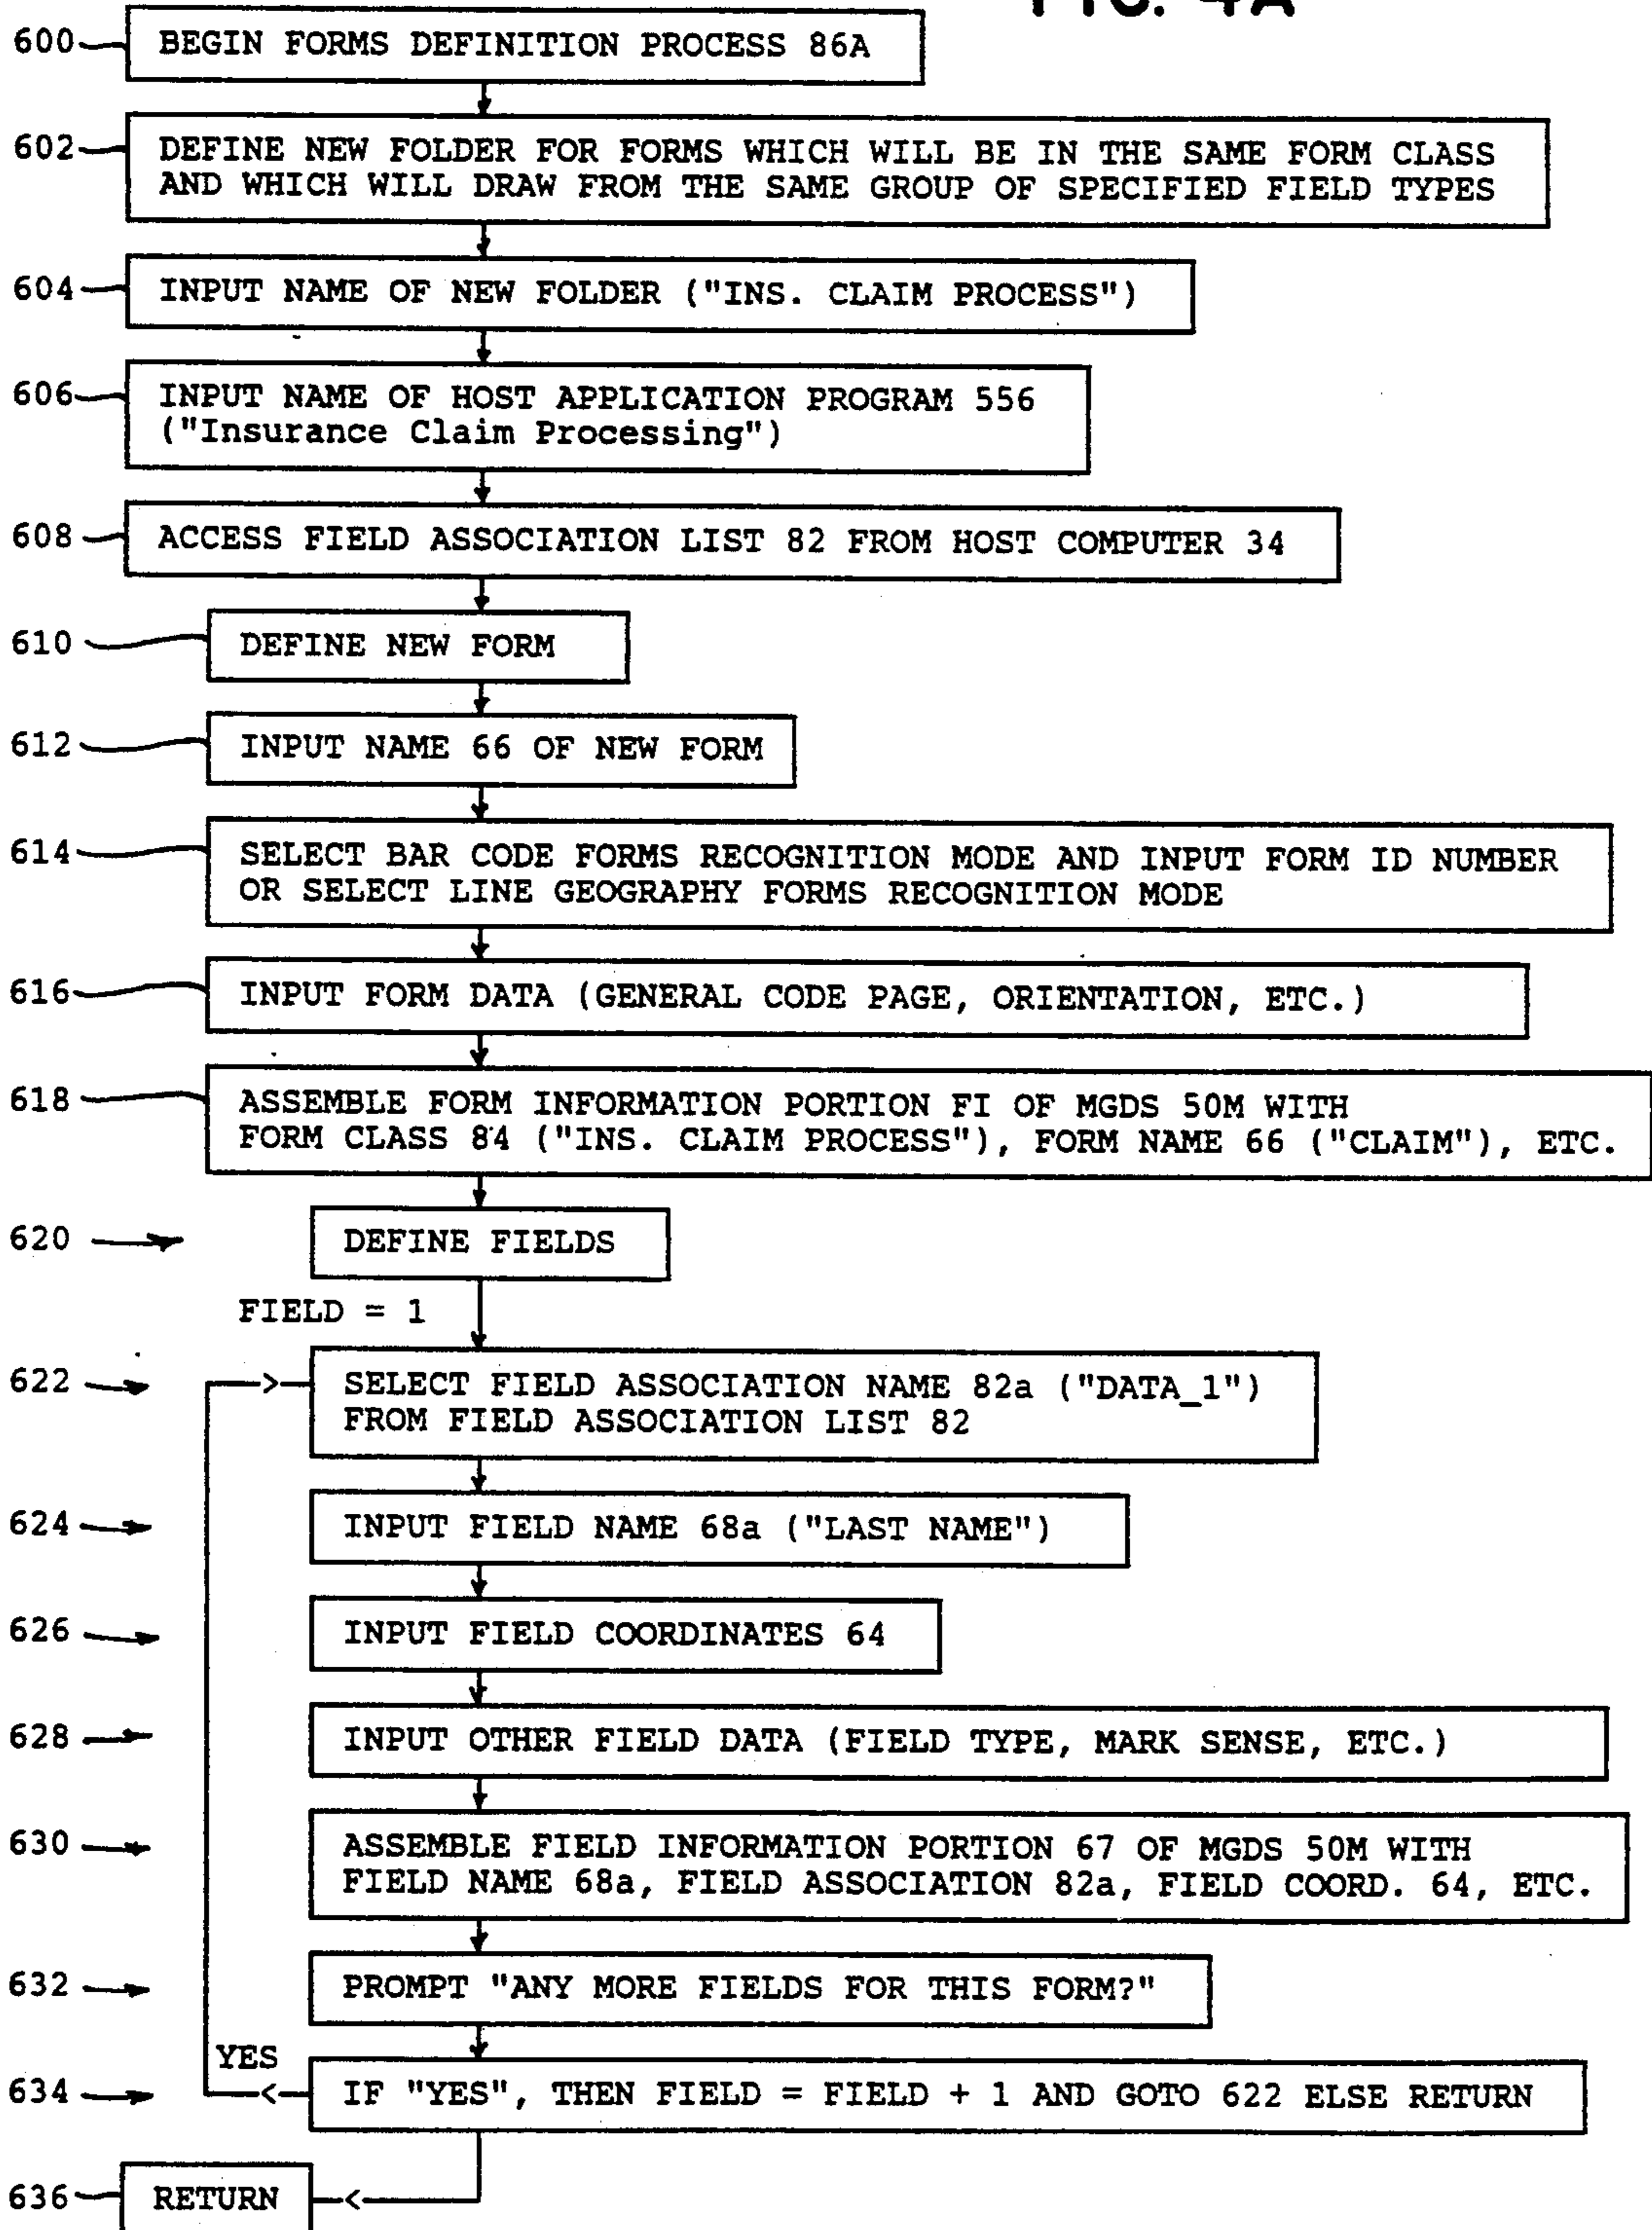 FIG. 4A
600 BEGIN FORMS DEFINITION PROCESS 86A
602 DEFINE NEW FOLDER FOR FORMS WHICH WILL BE IN THE SAME FORM CLASS
AND WHICH WILL DRAW FROM THE SAME GROUP OF SPECIFIED FIELD TYPES
604 INPUT NAME OF NEW FOLDER ("INS. CLAIM PROCESS")
606 INPUT NAME OF HOST APPLICATION PROGRAM 556
("Insurance Claim Processing")
608 ACCESS FIELD ASSOCIATION LIST 82 FROM HOST COMPUTER 34
610 DEFINE NEW FORM
612 INPUT NAME 66 OF NEW FORM
614 SELECT BAR CODE FORMS RECOGNITION MODE AND INPUT FORM ID NUMBER
OR SELECT LINE GEOGRAPHY FORMS RECOGNITION MODE
616 INPUT FORM DATA (GENERAL CODE PAGE, ORIENTATION, ETC.)
618 ASSEMBLE FORM INFORMATION PORTION FI OF MGDS 50M WITH
FORM CLASS 84 ("INS. CLAIM PROCESS"), FORM NAME 66 ("CLAIM"), ETC.
620 DEFINE FIELDS
FIELD = 1
622 SELECT FIELD ASSOCIATION NAME 82a ("DATA_1")
FROM FIELD ASSOCIATION LIST 82
624 INPUT FIELD NAME 68a ("LAST NAME")
626 INPUT FIELD COORDINATES 64
628 INPUT OTHER FIELD DATA (FIELD TYPE, MARK SENSE, ETC.)
630 ASSEMBLE FIELD INFORMATION PORTION 67 OF MGDS 50M WITH
FIELD NAME 68a, FIELD ASSOCIATION 82a, FIELD COORD. 64, ETC.
632 PROMPT "ANY MORE FIELDS FOR THIS FORM?"
YES
634 IF "YES", THEN FIELD = FIELD + 1 AND GOTO 622 ELSE RETURN
636 RETURN